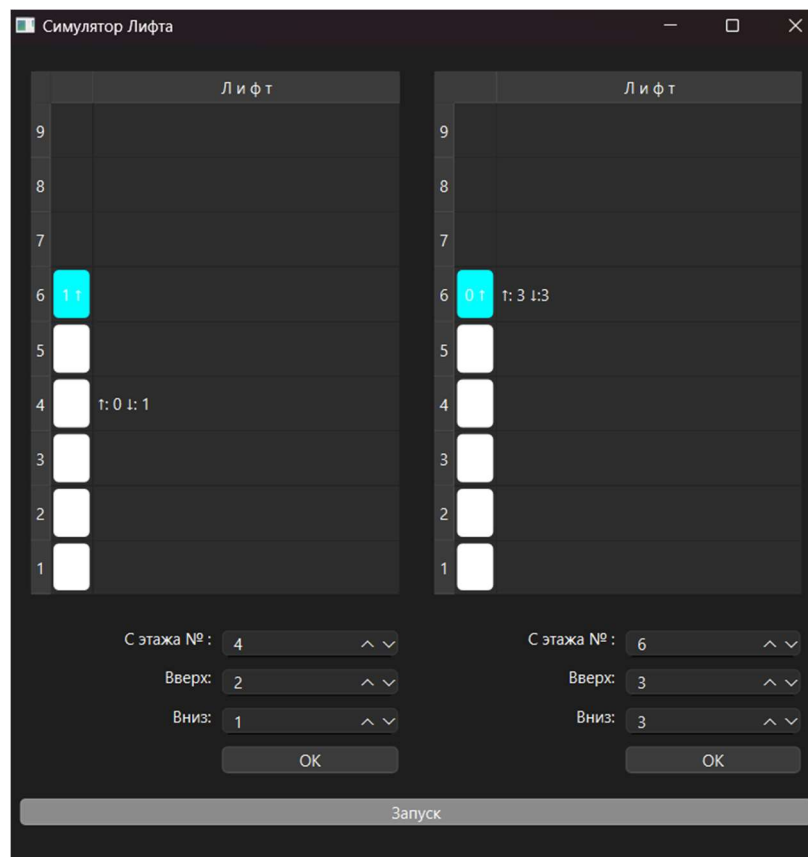 Симулятор Лифта
Лифт Лифт
9 9
8 8
7 7
6 1↑ 6 0↑ ↑: 3 ↓:3
5 5
4 ↑: 0 ↓: 1 4
3 3
2 2
1 1
С этажа № : 4 С этажа № : 6
Вверх: 2 Вверх: 3
Вниз: 1 Вниз: 3
OK OK
Запуск